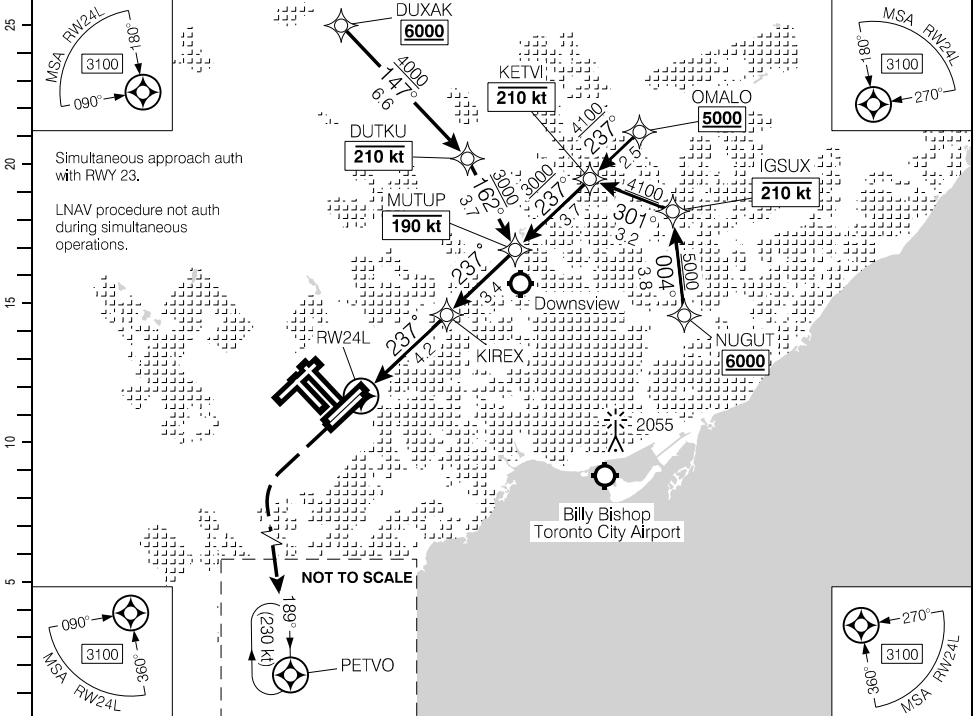 25
20
15
10
5
MSA RW24L
180°
3100
090°
DUXAK
6000
4000
147°
6.6
KETVI
210 kt
OMALO
5000
4100
237°
2.5
MSA RW24L
180°
3100
270°
Simultaneous approach auth
with RWY 23.
LNAV procedure not auth
during simultaneous
operations.
DUTKU
210 kt
3000
162°
3.7
3000
237°
3.7
IGSUX
210 kt
4100
301°
3.2
MUTUP
190 kt
5000
004°
3.8
237°
3.4
Downsview
NUGUT
6000
RW24L
237°
4.2
KIREX
2055
Billy Bishop
Toronto City Airport
NOT TO SCALE
189°
(230 kt)
PETVO
090°
3100
360°
MSA RW24L
270°
3100
360°
MSA RW24L